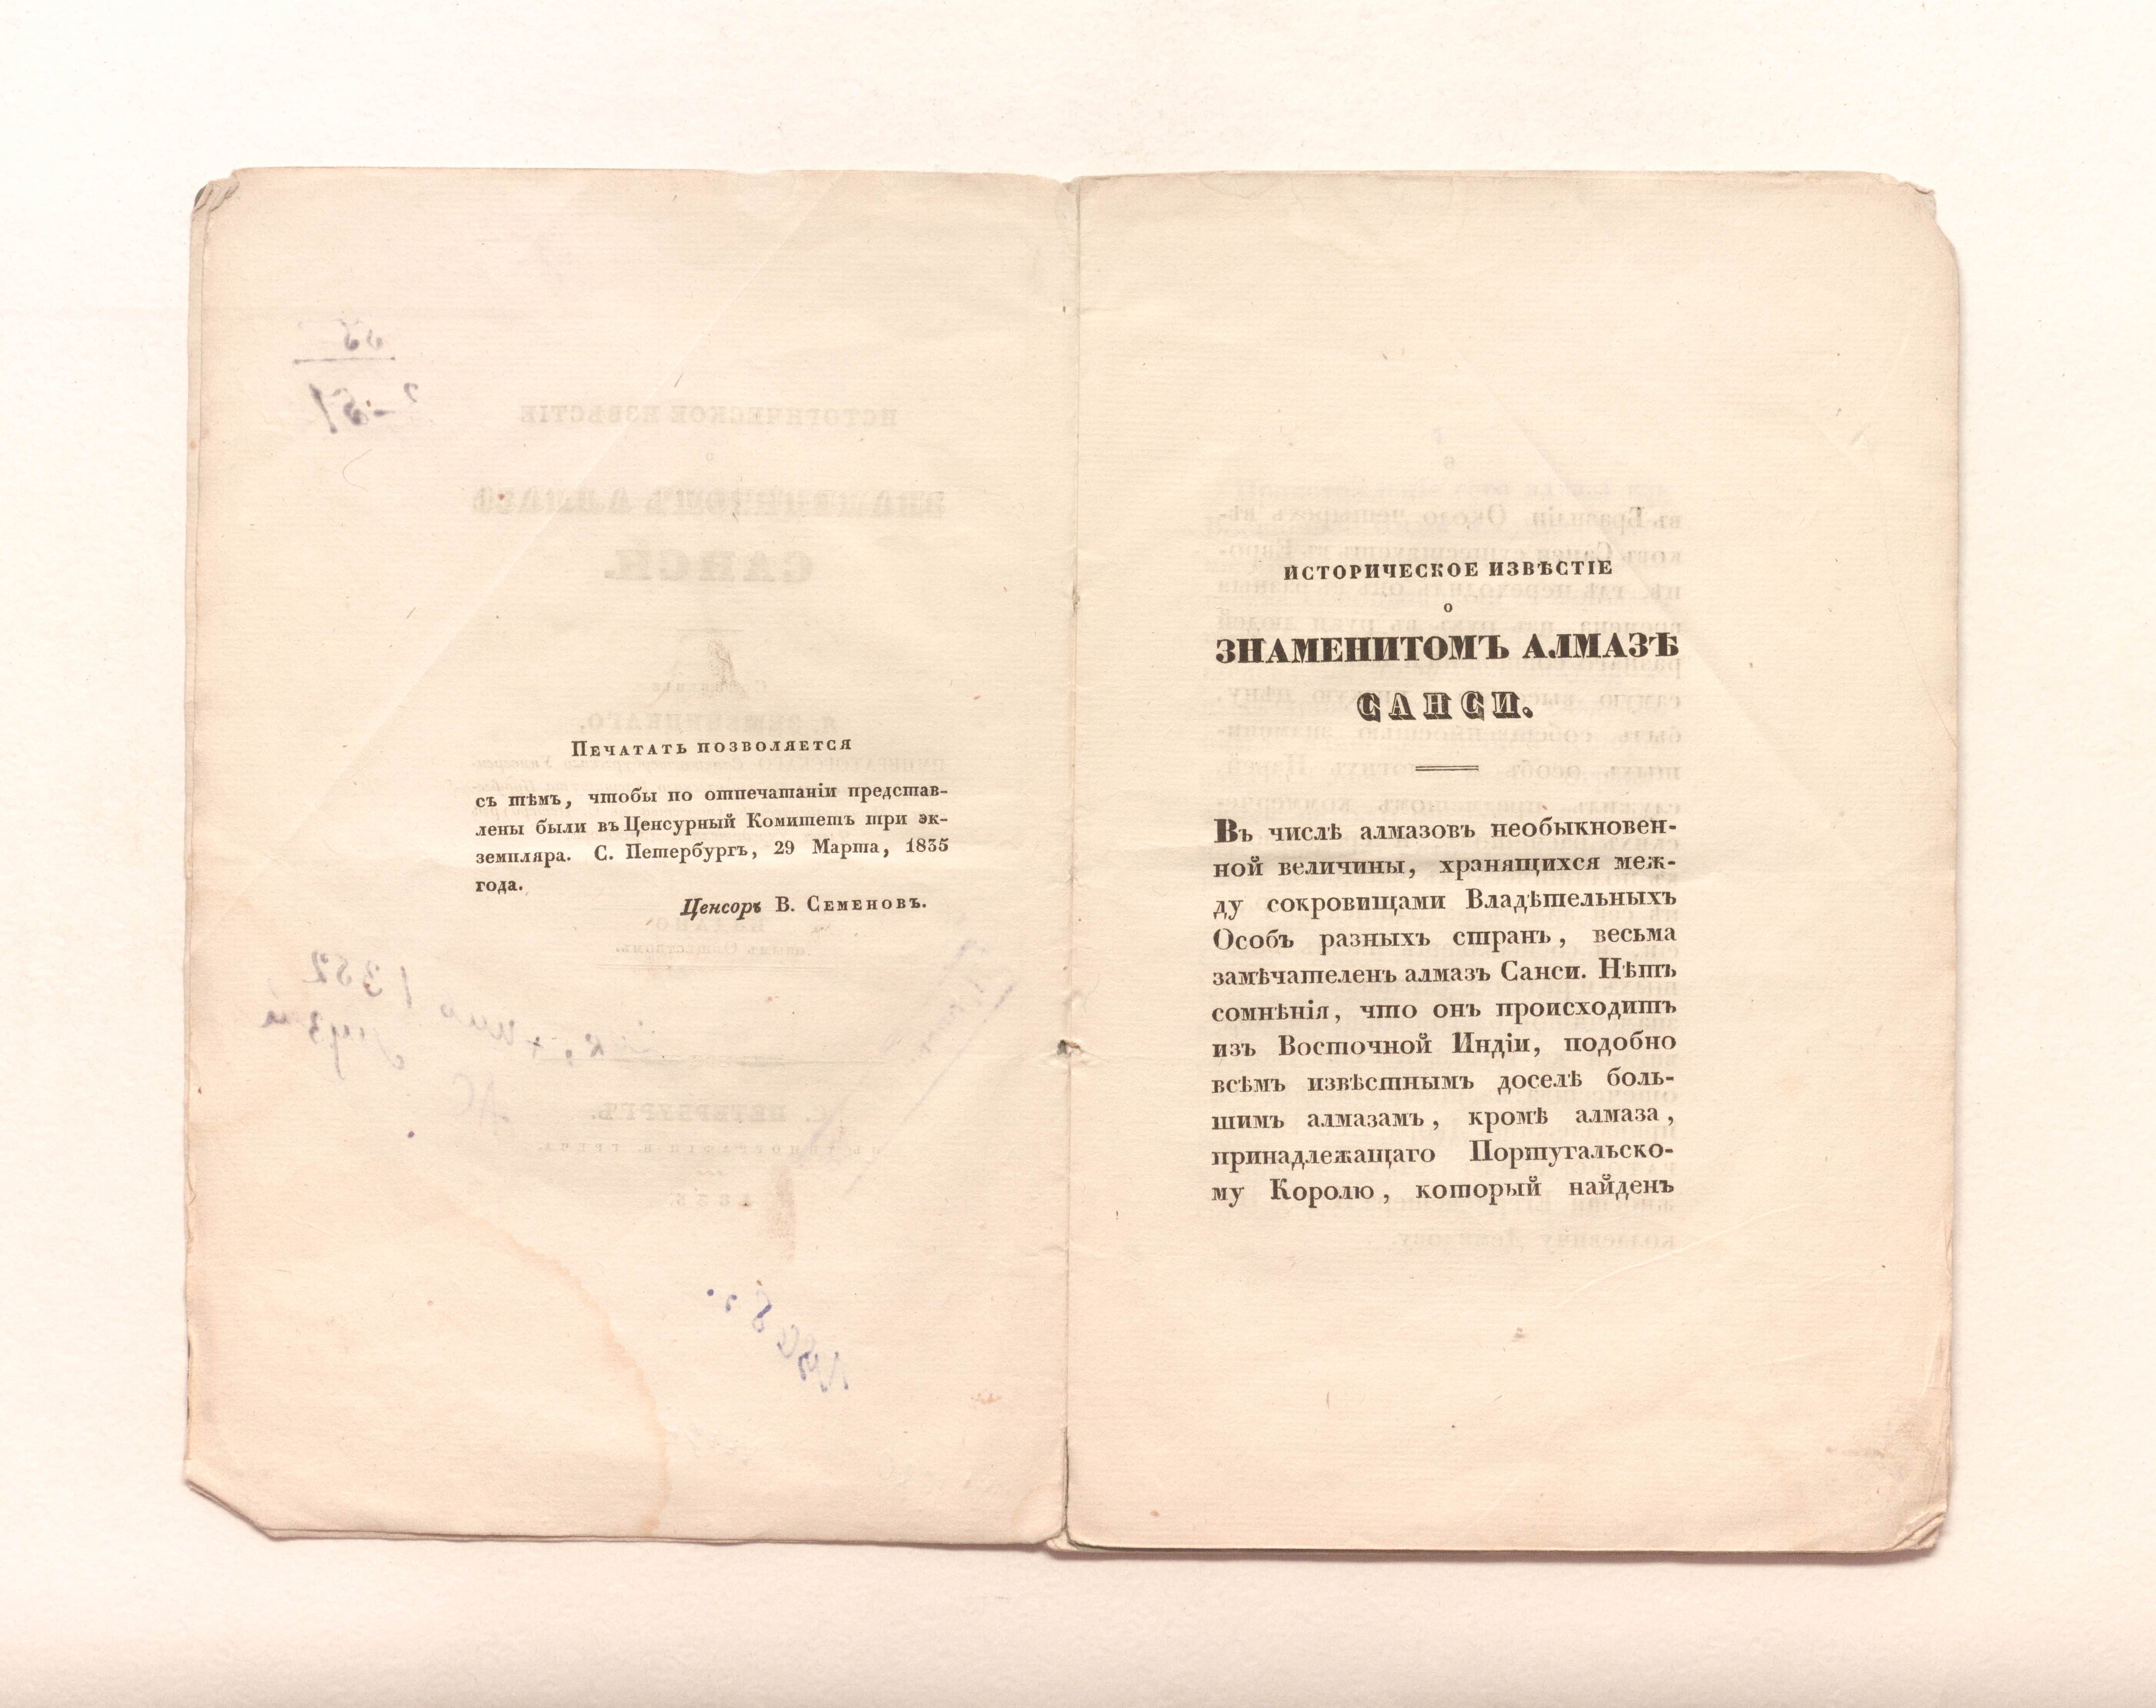 Печатать позволяется
съ тѣмъ, чтобы по отпечатаніи представ-
лены были въ Ценсурный Комитетъ три эк-
земпляра. С. Петербургъ, 29 Марта, 1835
года.
Ценсоръ В. Семеновъ.
ИСТОРИЧЕСКОЕ ИЗВѢСТІЕ
О
ЗНАМЕНИТОМЪ АЛМАЗѢ
САНСИ.
Въ числѣ алмазовъ необыкновен-
ной величины, хранящихся меж-
ду сокровищами Владѣтельныхъ
Особъ разныхъ странъ, весьма
замѣчателенъ алмазъ Санси. Нѣтъ
сомнѣнія, что онъ происходитъ
изъ Восточной Индіи, подобно
всѣмъ извѣстнымъ доселѣ боль-
шимъ алмазамъ, кромѣ алмаза,
принадлежащаго Португальско-
му Королю, который найденъ